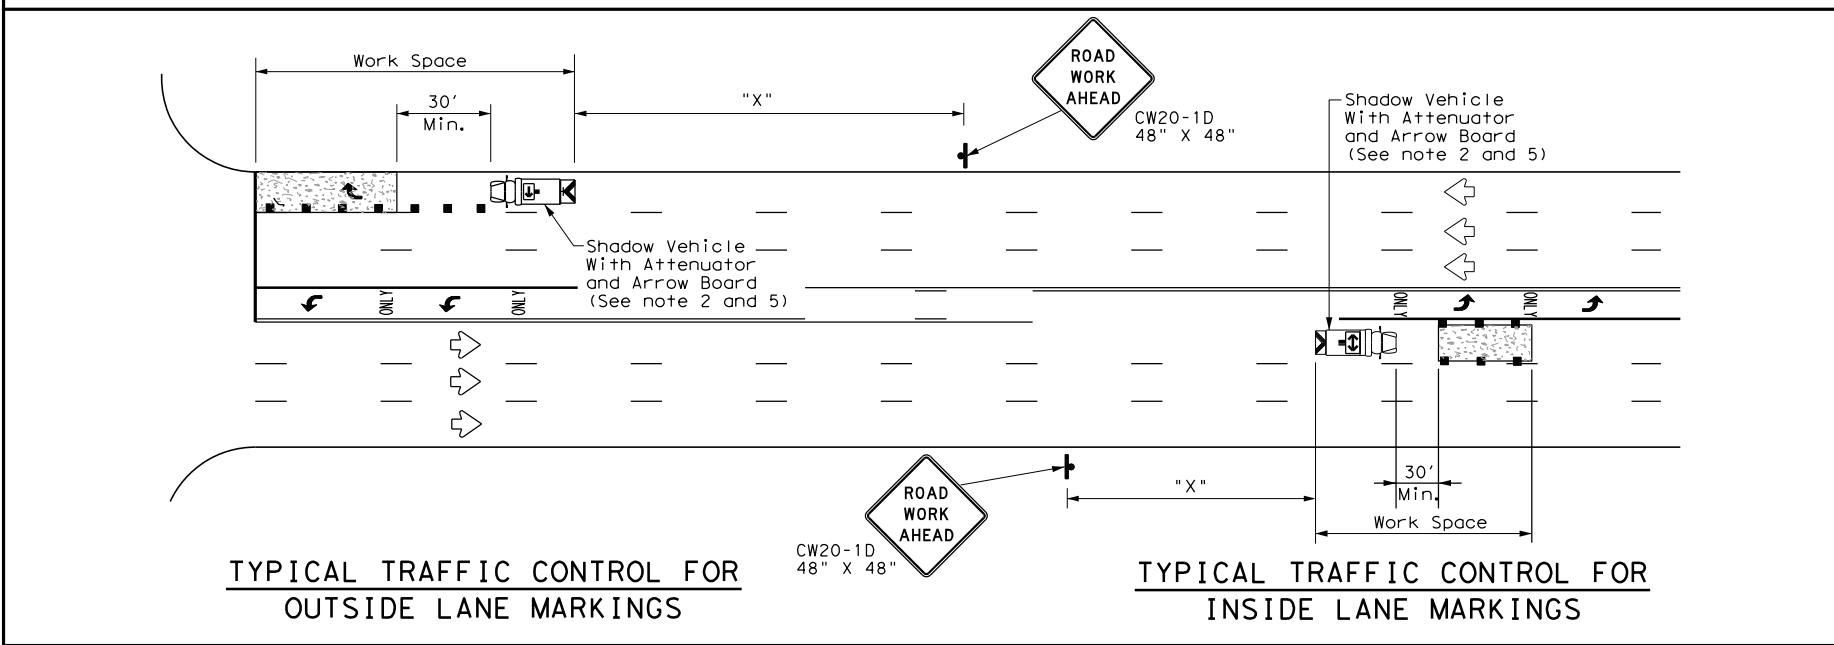 Work Space
30'
Min.
"X"
ROAD
WORK
AHEAD
CW20-1D
48" X 48"
Shadow Vehicle
With Attenuator
and Arrow Board
(See note 2 and 5)
Shadow Vehicle
With Attenuator
and Arrow Board
(See note 2 and 5)
ONLY
ONLY
ONLY
ONLY
ROAD
WORK
AHEAD
CW20-1D
48" X 48"
"X"
30'
Min.
Work Space
TYPICAL TRAFFIC CONTROL FOR
OUTSIDE LANE MARKINGS
TYPICAL TRAFFIC CONTROL FOR
INSIDE LANE MARKINGS